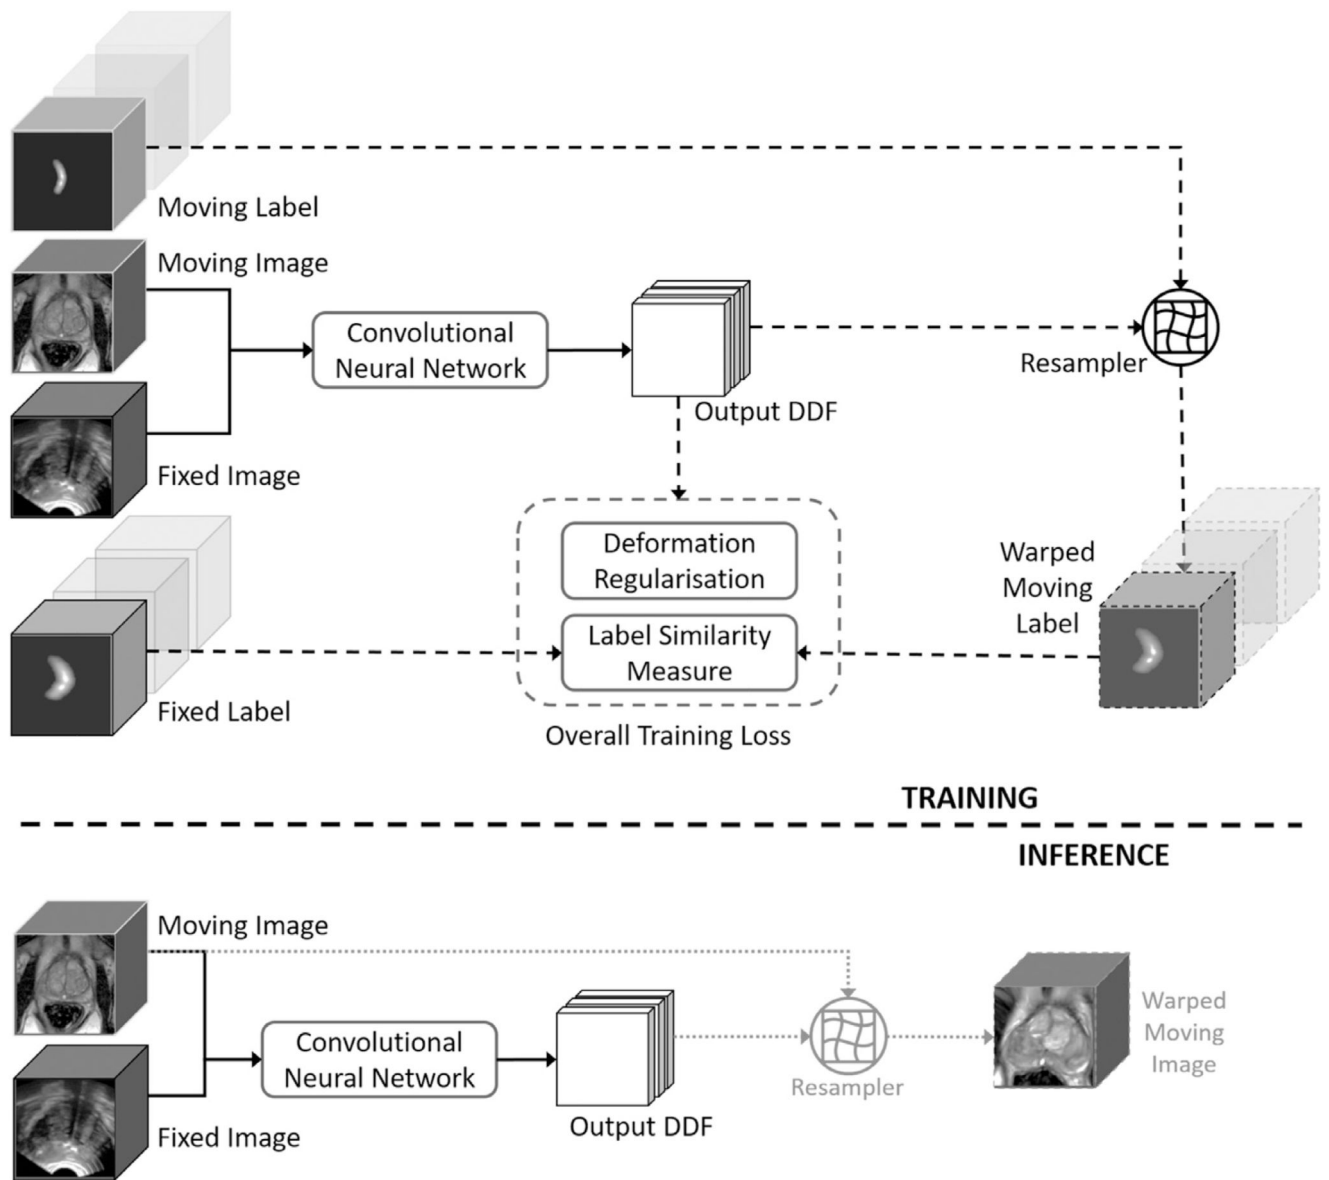 Moving Label
Moving Image
Convolutional
Neural Network
Resampler
Output DDF
Fixed Image
Deformation
Regularisation
Warped
Moving
Label
Label Similarity
Measure
Fixed Label
Overall Training Loss
TRAINING
INFERENCE
Moving Image
Convolutional
Neural Network
Resampler
Warped
Moving
Image
Output DDF
Fixed Image